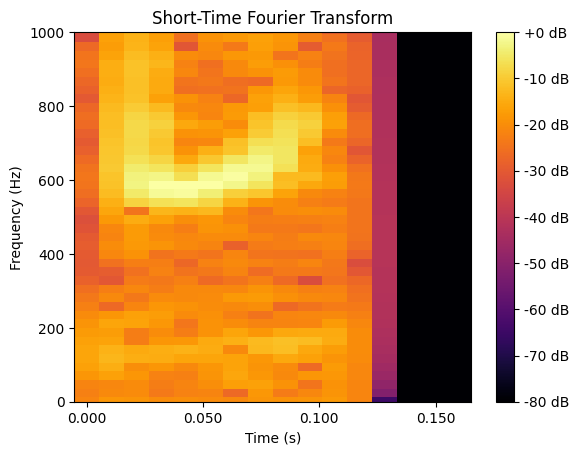 Short-Time Fourier Transform
1000
800
600
400
200
0
Frequency (Hz)
0.000
0.050
0.100
0.150
Time (s)
+0 dB
-10 dB
-20 dB
-30 dB
-40 dB
-50 dB
-60 dB
-70 dB
-80 dB